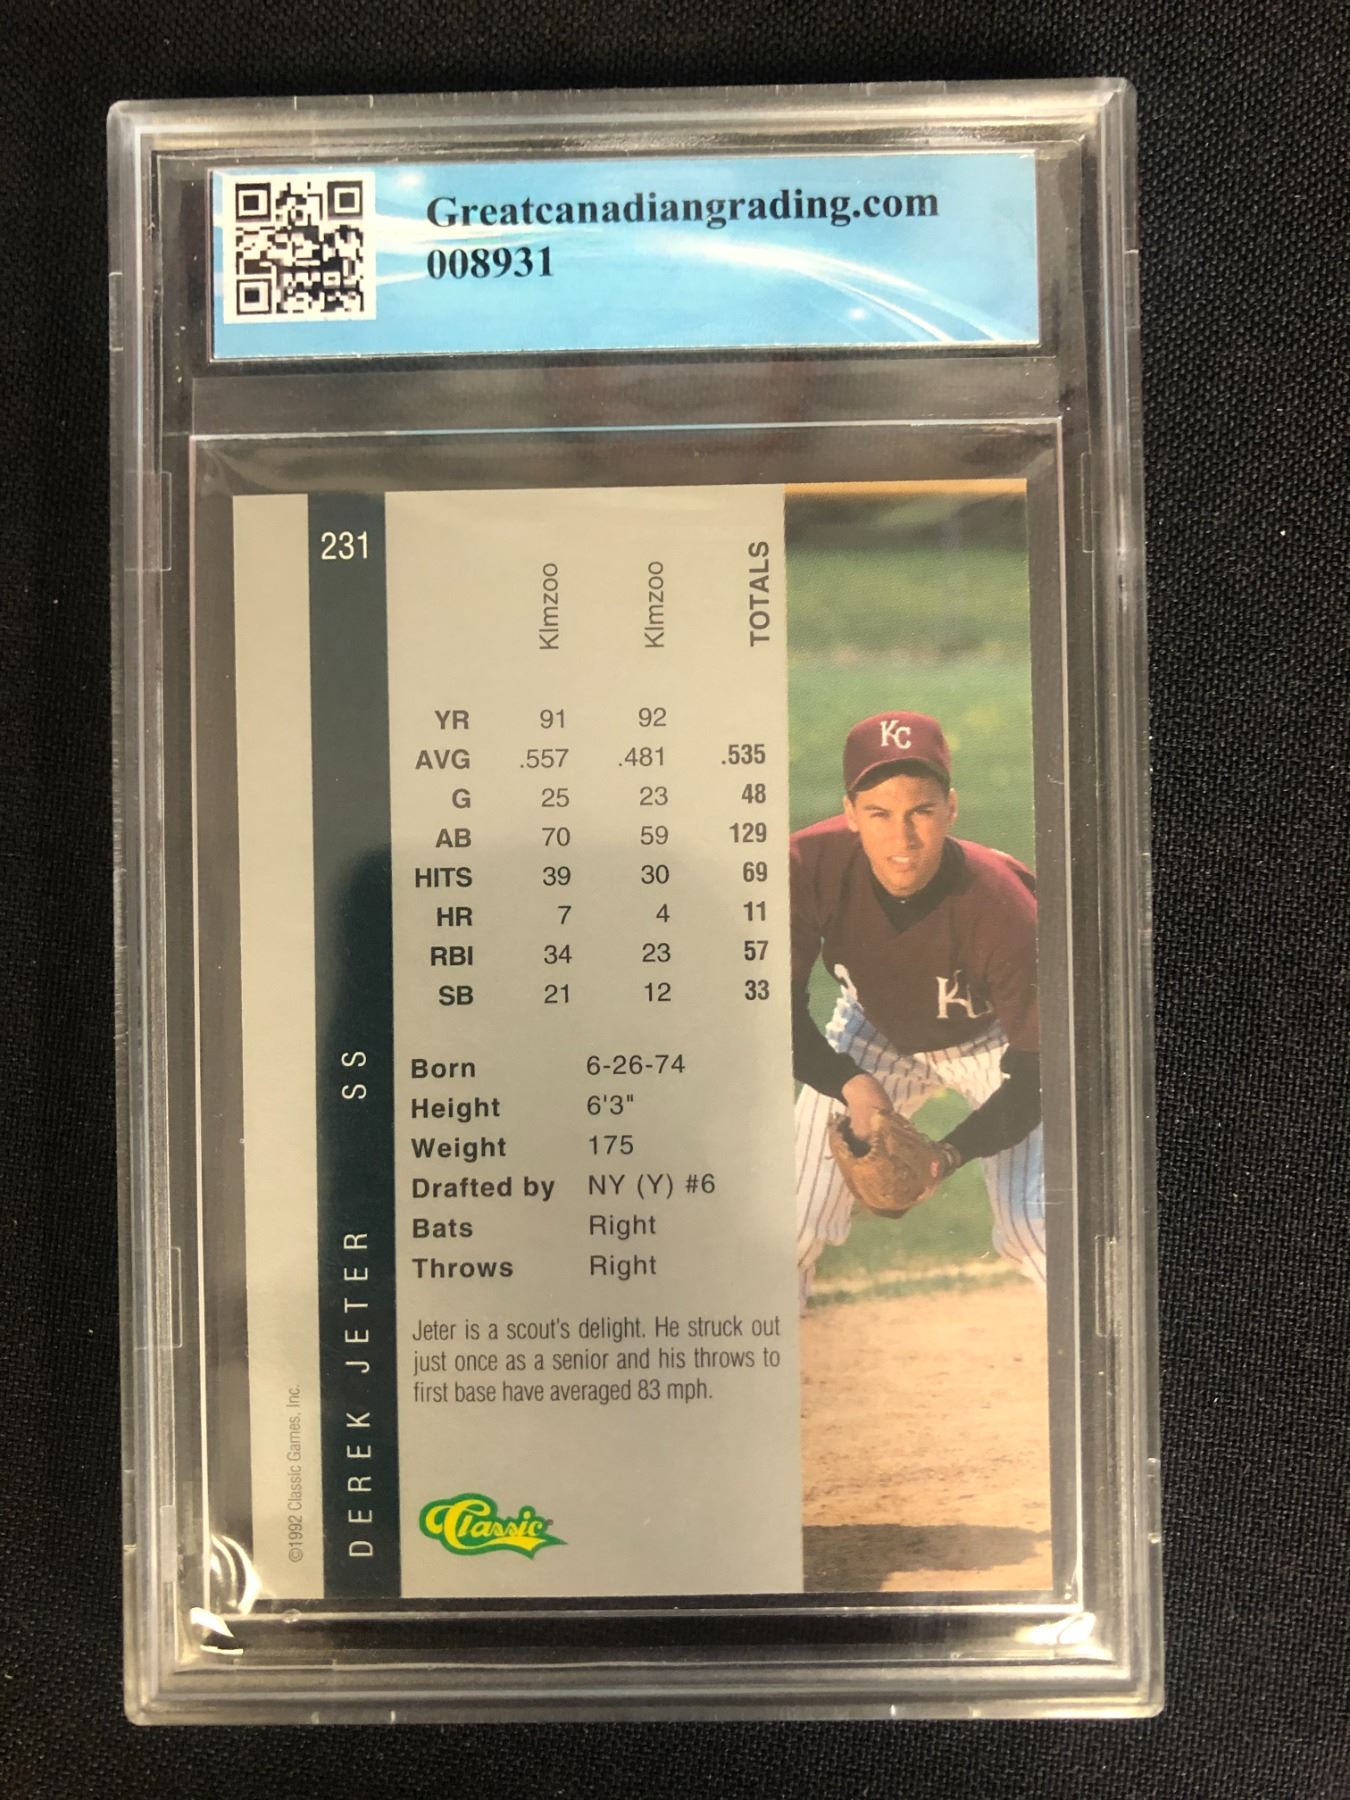 Greatcanadiangrading.com
008931
231
Klmzoo Klmzoo TOTALS
YR 91 92
AVG .557 .481 .535
G 25 23 48
AB 70 59 129
HITS 39 30 69
HR 7 4 11
RBI 34 23 57
SB 21 12 33
Born 6-26-74
Height 6'3"
Weight 175
Drafted by NY (Y) #6
Bats Right
Throws Right
Jeter is a scout's delight. He struck out
just once as a senior and his throws to
first base have averaged 83 mph.
Classic
DEREK JETER SS
©1992 Classic Games, Inc.
KC
K